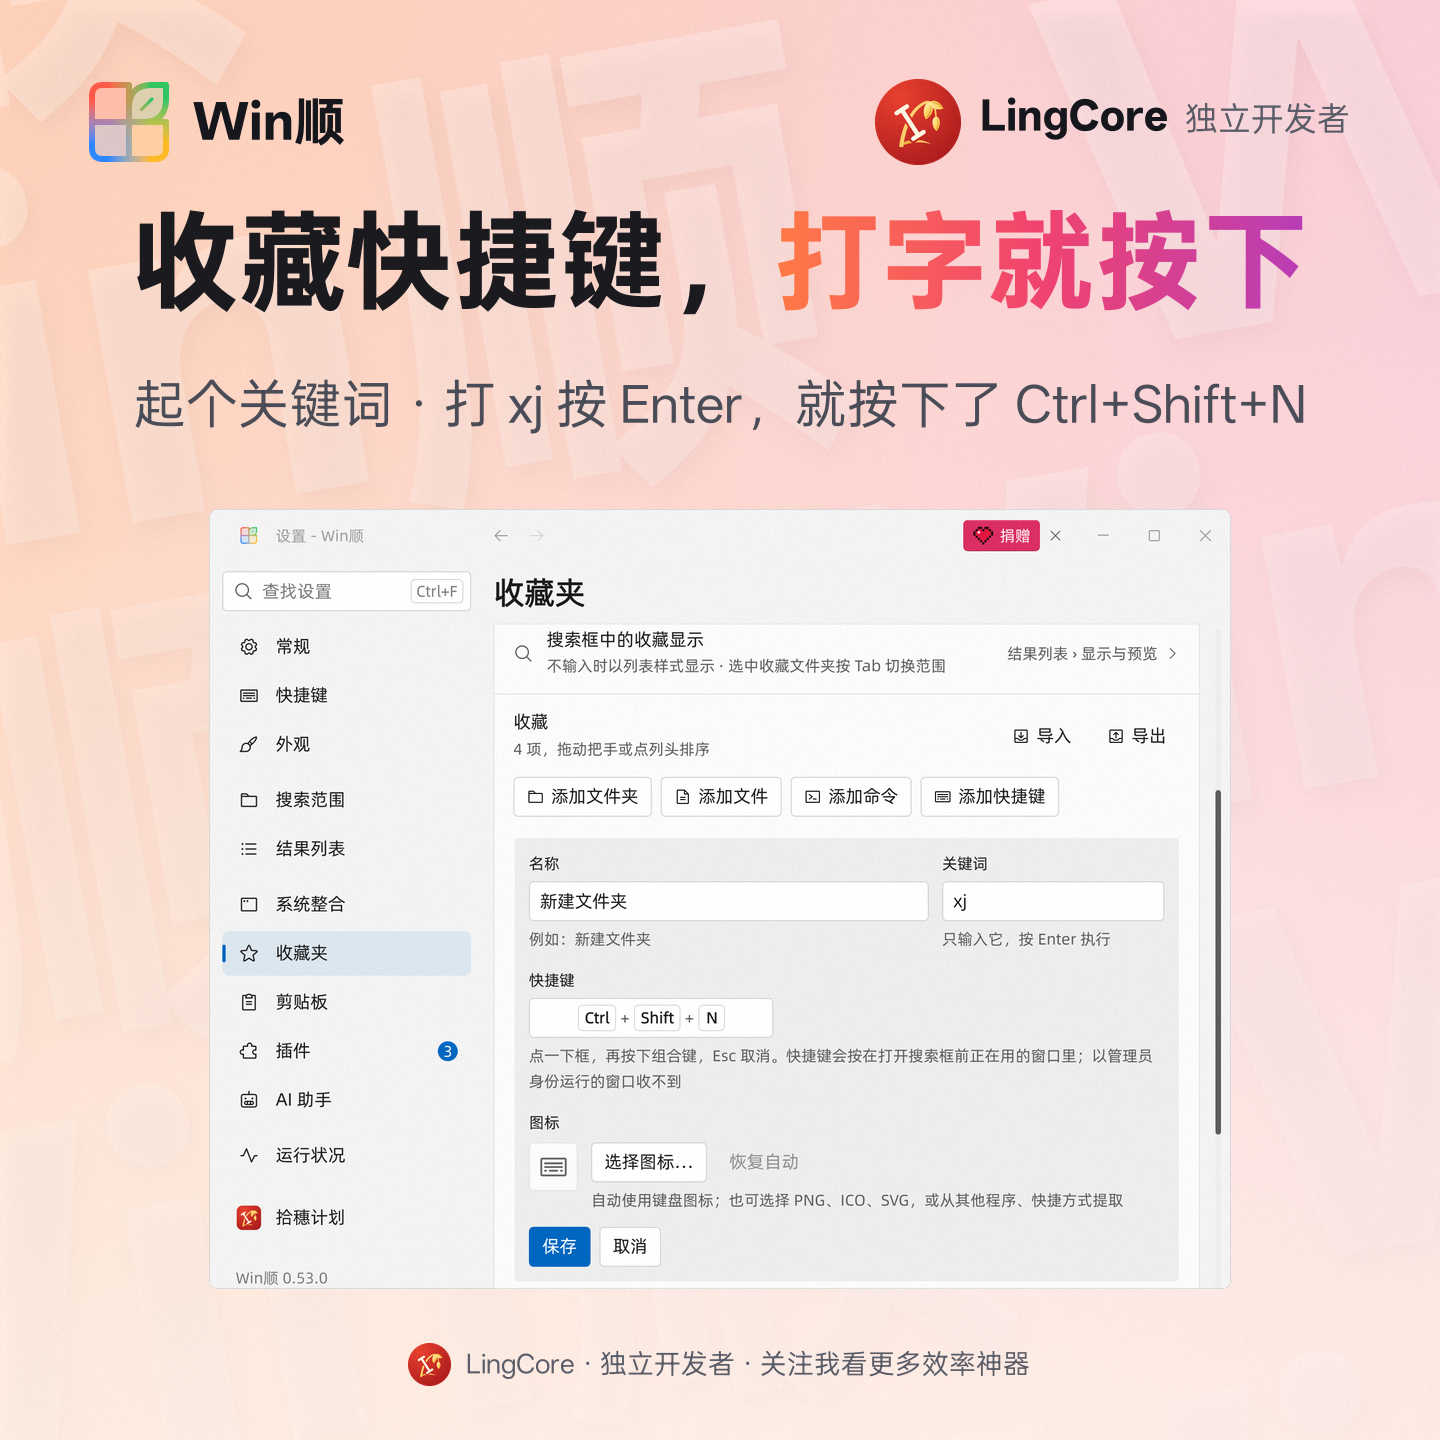 Win顺
LingCore 独立开发者
收藏快捷键，打字就按下
起个关键词 · 打 xj 按 Enter，就按下了 Ctrl+Shift+N
设置 - Win顺
捐赠
查找设置 Ctrl+F
常规
快捷键
外观
搜索范围
结果列表
系统整合
收藏夹
剪贴板
插件 3
AI 助手
运行状况
拾穗计划
Win顺 0.53.0
收藏夹
搜索框中的收藏显示
不输入时以列表样式显示 · 选中收藏文件夹按 Tab 切换范围
结果列表 › 显示与预览
收藏
4 项，拖动把手或点列头排序
导入 导出
添加文件夹 添加文件 添加命令 添加快捷键
名称 关键词
新建文件夹 xj
例如：新建文件夹 只输入它，按 Enter 执行
快捷键
Ctrl + Shift + N
点一下框，再按下组合键，Esc 取消。快捷键会按在打开搜索框前正在用的窗口里；以管理员
身份运行的窗口收不到
图标
选择图标... 恢复自动
自动使用键盘图标；也可选择 PNG、ICO、SVG，或从其他程序、快捷方式提取
保存 取消
LingCore · 独立开发者 · 关注我看更多效率神器